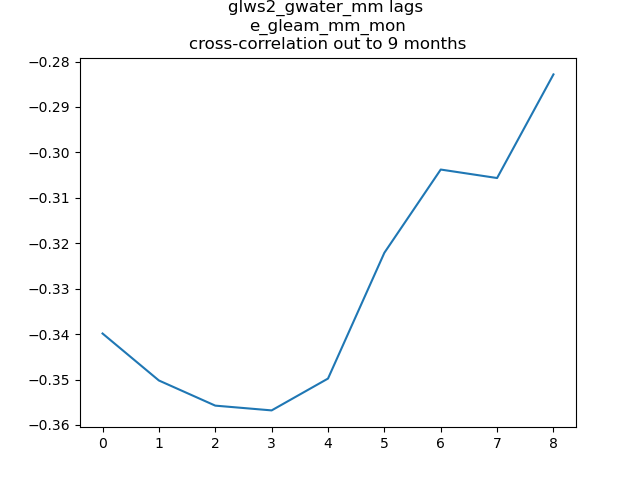 glws2_gwater_mm lags
e_gleam_mm_mon
cross-correlation out to 9 months
−0.28
−0.29
−0.30
−0.31
−0.32
−0.33
−0.34
−0.35
−0.36
0 1 2 3 4 5 6 7 8